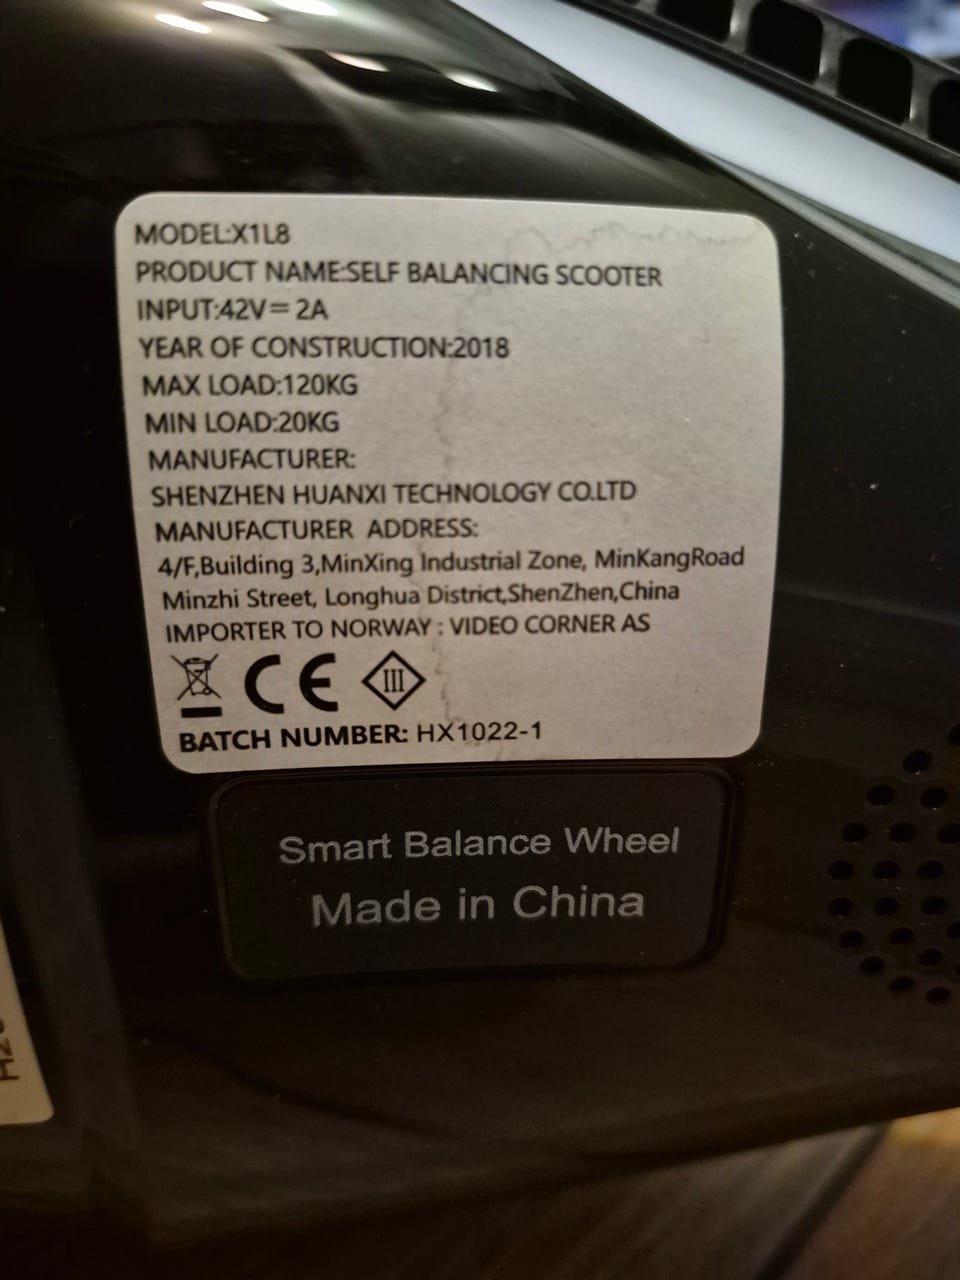 MODEL:X1L8
PRODUCT NAME:SELF BALANCING SCOOTER
INPUT:42V⎓2A
YEAR OF CONSTRUCTION:2018
MAX LOAD:120KG
MIN LOAD:20KG
MANUFACTURER:
SHENZHEN HUANXI TECHNOLOGY CO.LTD
MANUFACTURER ADDRESS:
4/F,Building 3,MinXing Industrial Zone, MinKangRoad
Minzhi Street, Longhua District,ShenZhen,China
IMPORTER TO NORWAY : VIDEO CORNER AS
CE III
BATCH NUMBER: HX1022-1
Smart Balance Wheel
Made in China